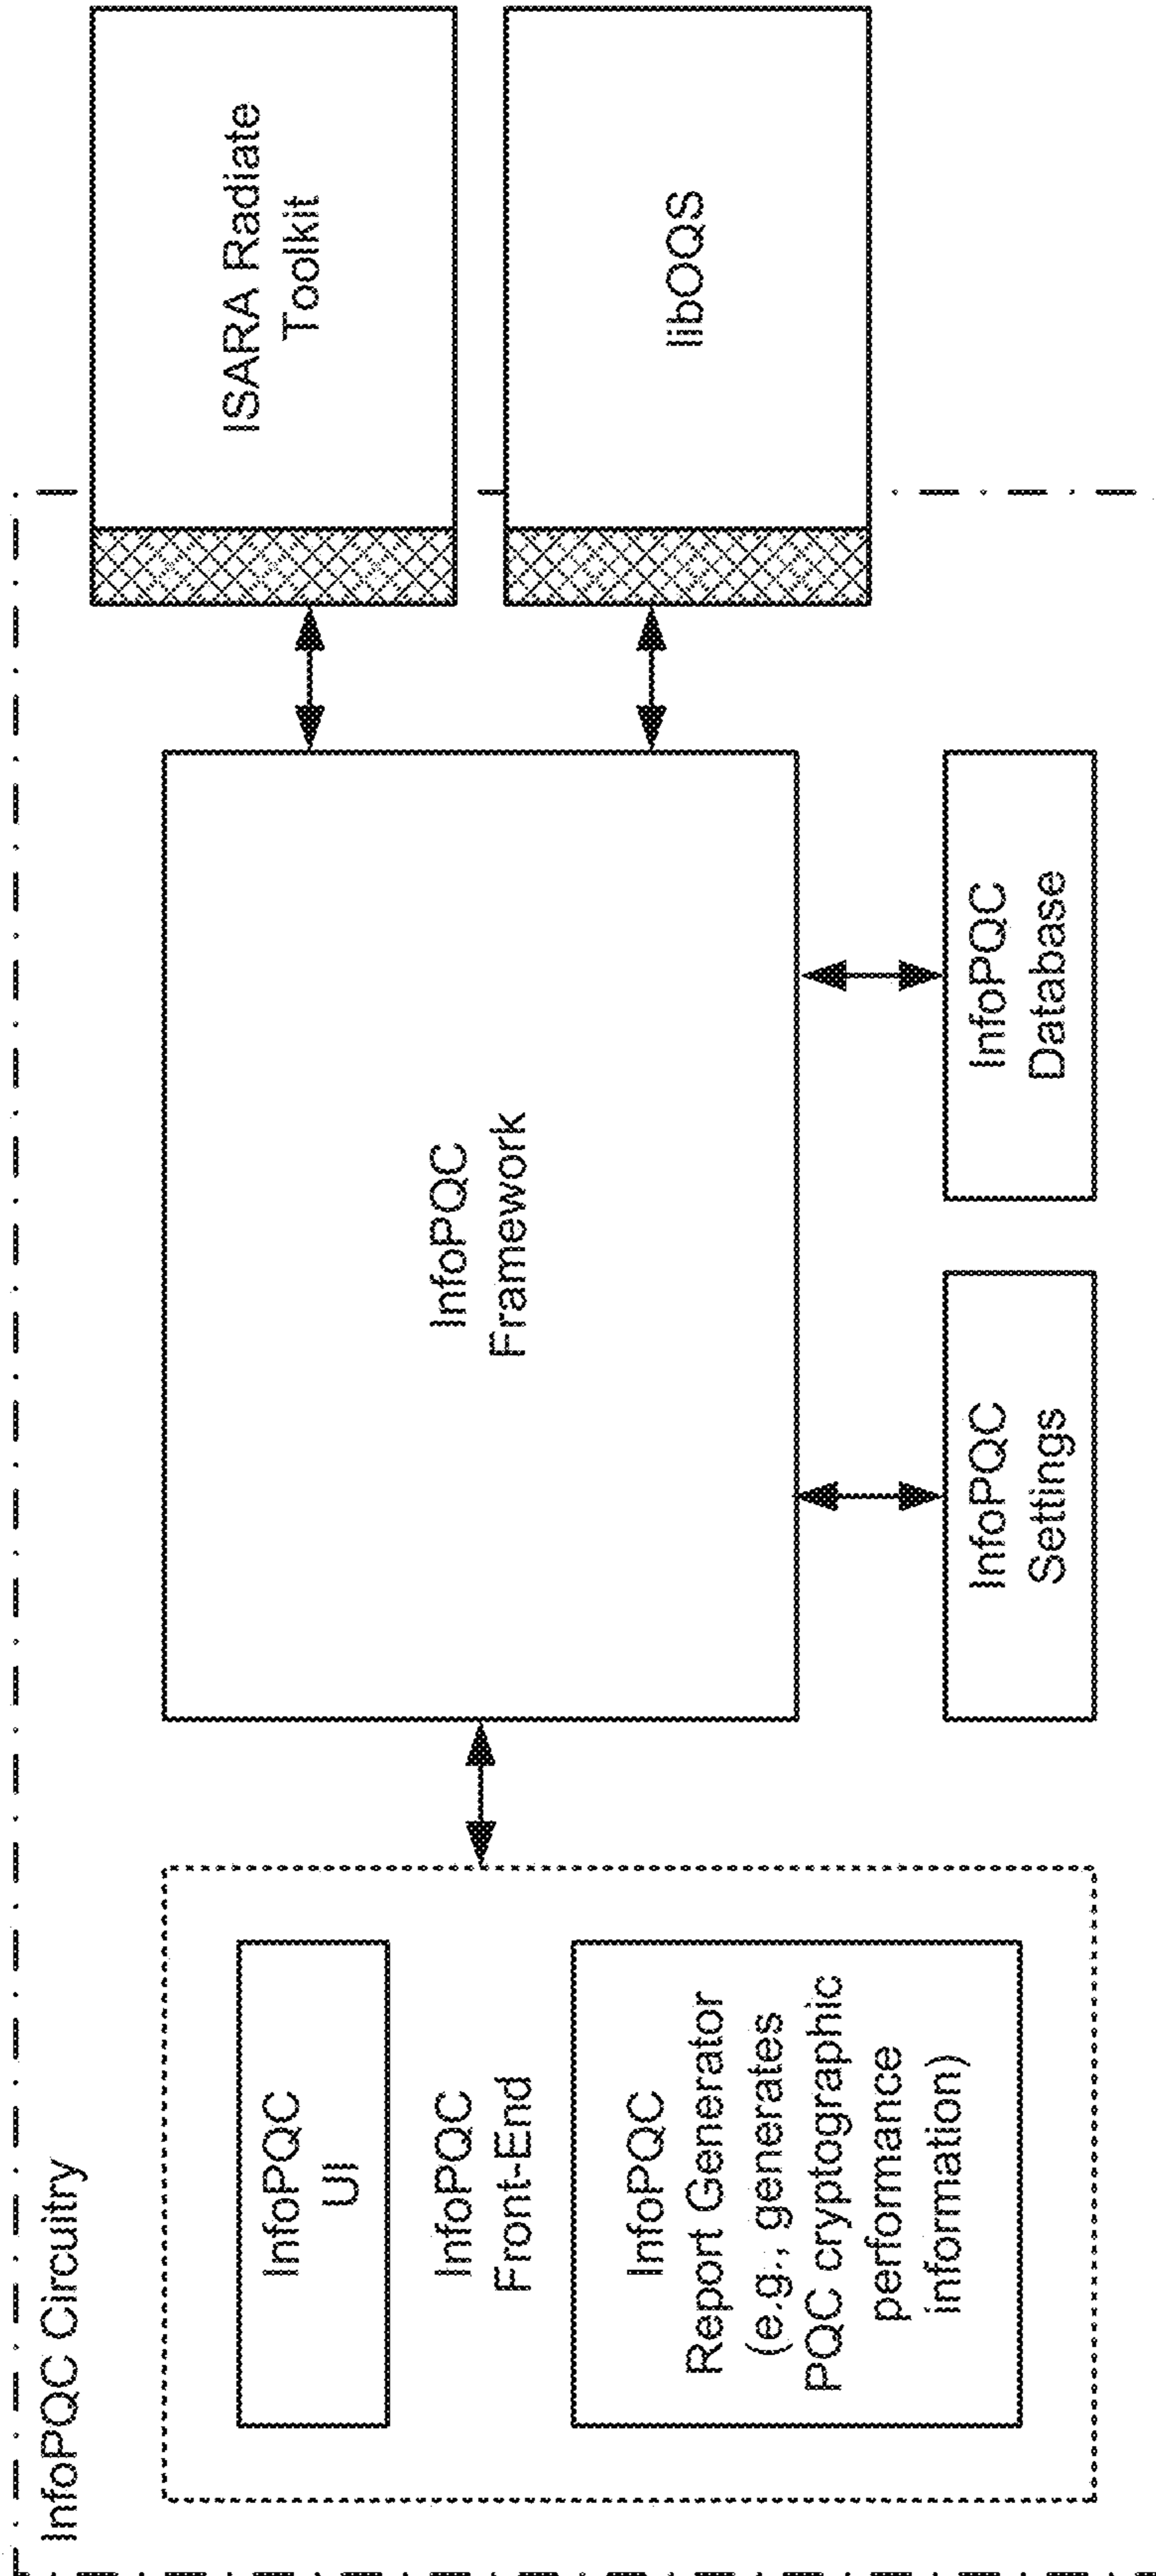 InfoPQC Circuitry
InfoPQC
UI
InfoPQC
Front-End
InfoPQC
Report Generator
(e.g., generates
PQC cryptographic
performance
information)
InfoPQC
Framework
InfoPQC
Settings
InfoPQC
Database
ISARA Radiate
Toolkit
libOQS